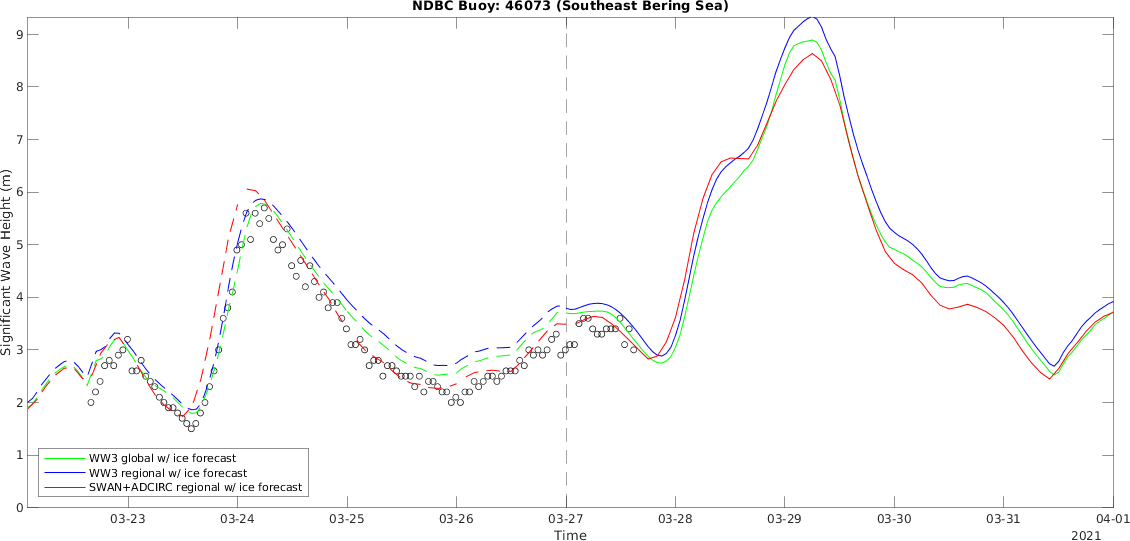 NDBC Buoy: 46073 (Southeast Bering Sea)
Significant Wave Height (m)
9
8
7
6
5
4
3
2
1
0
WW3 global w/ ice forecast
WW3 regional w/ ice forecast
SWAN+ADCIRC regional w/ ice forecast
03-23 03-24 03-25 03-26 03-27 03-28 03-29 03-30 03-31 04-01
Time
2021